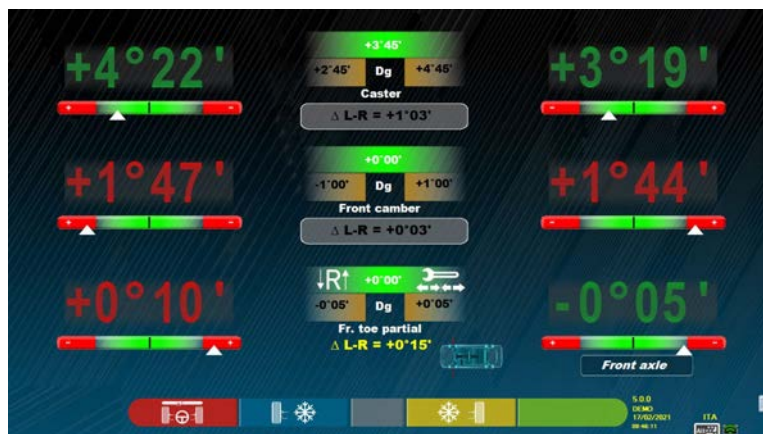 +4°22' +3°45' +3°19'
+2°45' Dg +4°45'
Caster
+ - + -
Δ L-R = +1°03'
+1°47' +0°00' +1°44'
-1°00' Dg +1°00'
Front camber
+ - + -
Δ L-R = +0°03'
+0°10' ↓R↑ +0°00' -0°05'
-0°05' Dg +0°05'
Fr. toe partial
- + - +
Δ L-R = +0°15'
Front axle
5.0.0
DEMO
17/02/2021 ITA